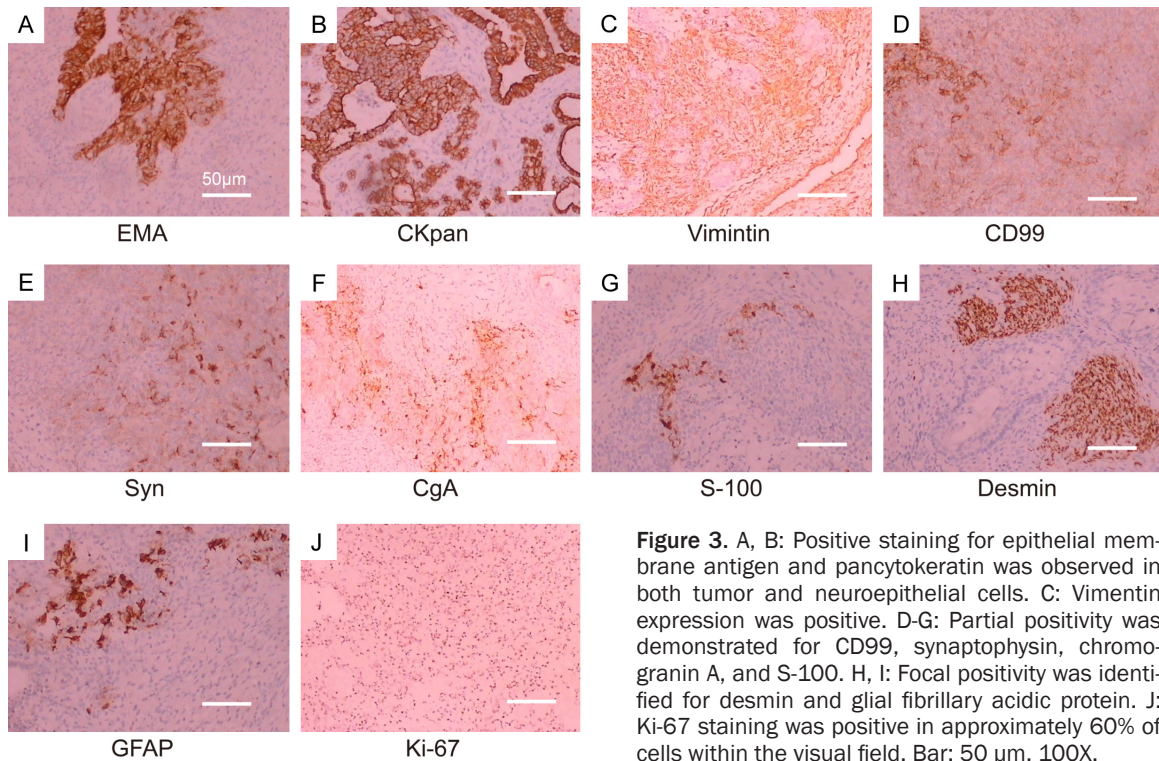 A B C D
50µm
EMA CKpan Vimintin CD99
E F G H
Syn CgA S-100 Desmin
I J
GFAP Ki-67
Figure 3. A, B: Positive staining for epithelial mem-
brane antigen and pancytokeratin was observed in
both tumor and neuroepithelial cells. C: Vimentin
expression was positive. D-G: Partial positivity was
demonstrated for CD99, synaptophysin, chromo-
granin A, and S-100. H, I: Focal positivity was identi-
fied for desmin and glial fibrillary acidic protein. J:
Ki-67 staining was positive in approximately 60% of
cells within the visual field. Bar: 50 µm. 100X.